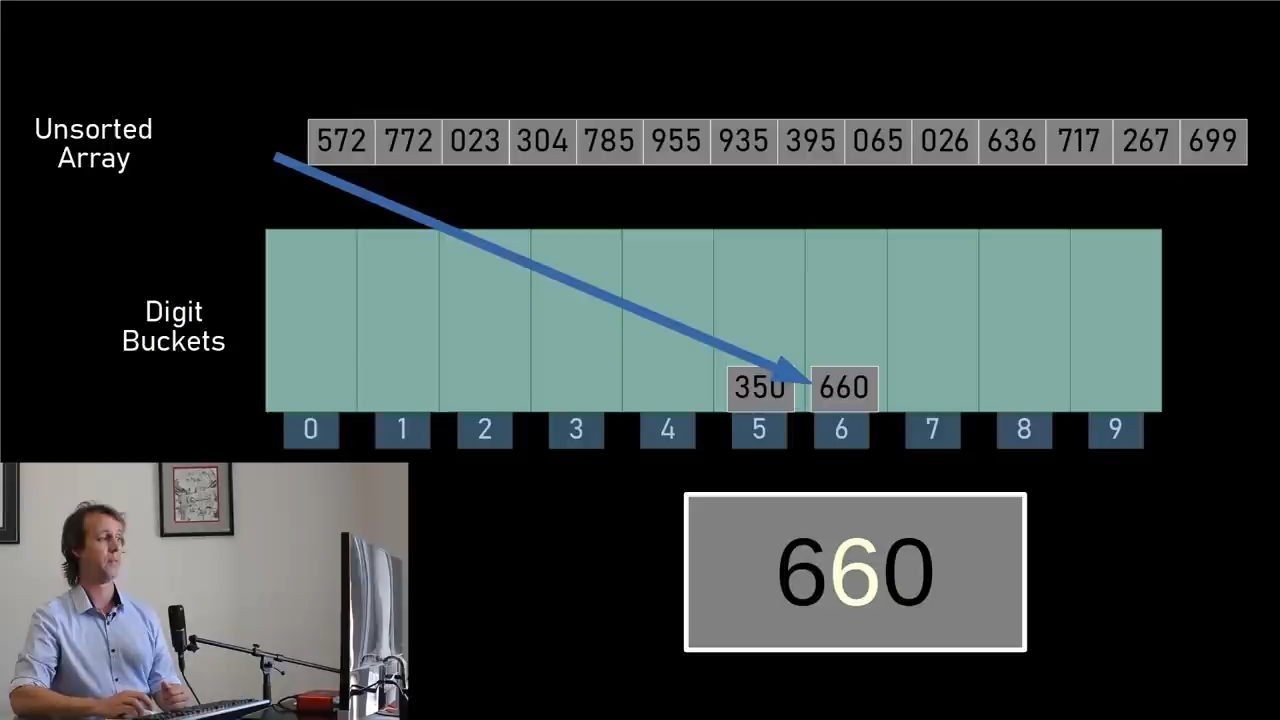 Unsorted
Array
572 772 023 304 785 955 935 395 065 026 636 717 267 699
Digit
Buckets
350 660
0 1 2 3 4 5 6 7 8 9
660